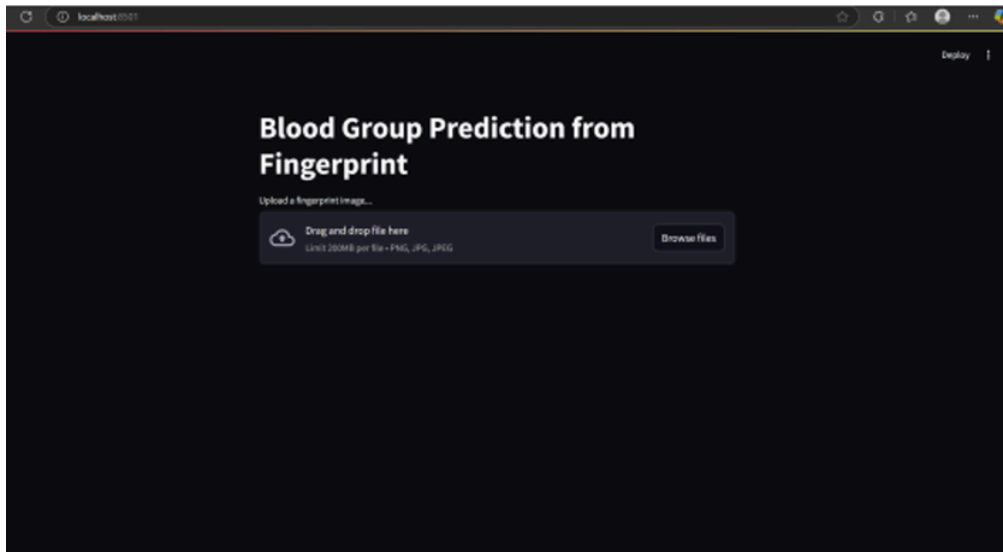 localhost:8501
Deploy
Blood Group Prediction from
Fingerprint
Upload a fingerprint image...
Drag and drop file here
Limit 200MB per file • PNG, JPG, JPEG
Browse files